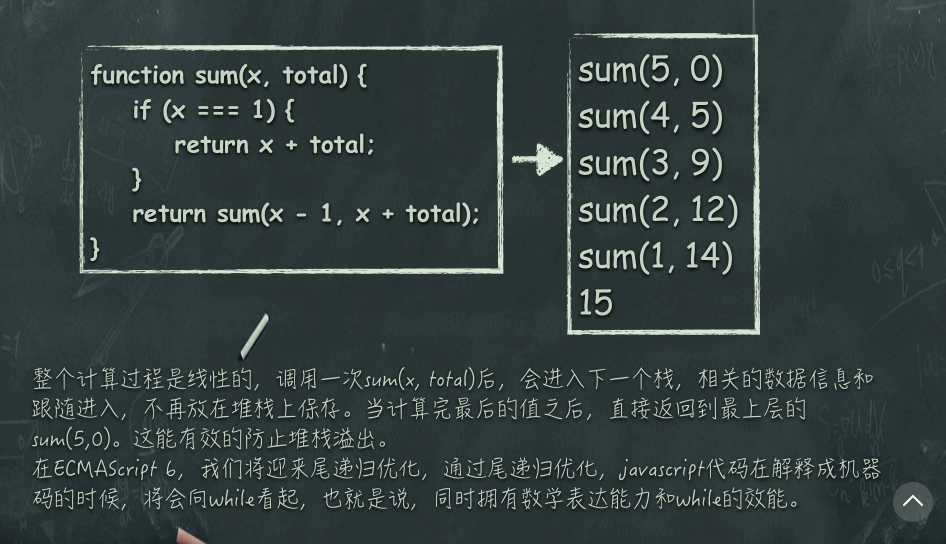 function sum(x, total) {
if (x === 1) {
return x + total;
}
return sum(x - 1, x + total);
}
sum(5, 0)
sum(4, 5)
sum(3, 9)
sum(2, 12)
sum(1, 14)
15
整个计算过程是线性的，调用一次sum(x, total)后，会进入下一个栈，相关的数据信息和
跟随进入，不再放在堆栈上保存。当计算完最后的值之后，直接返回到最上层的
sum(5,0)。这能有效的防止堆栈溢出。
在ECMAScript 6，我们将迎来尾递归优化，通过尾递归优化，javascript代码在解释成机器
码的时候，将会向while看起，也就是说，同时拥有数学表达能力和while的效能。